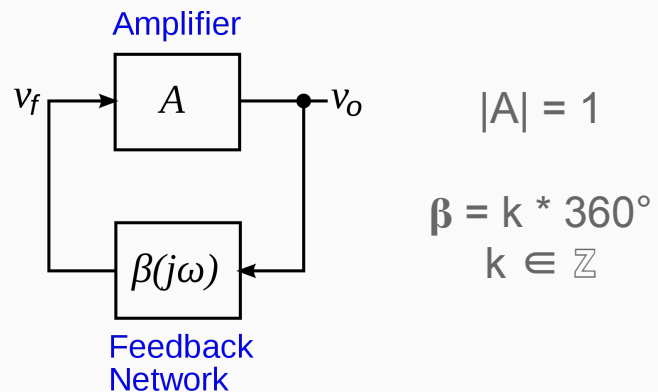 Amplifier
v_f
A
v_o
β(jω)
Feedback
Network
|A| = 1
β = k * 360°
k ∈ ℤ